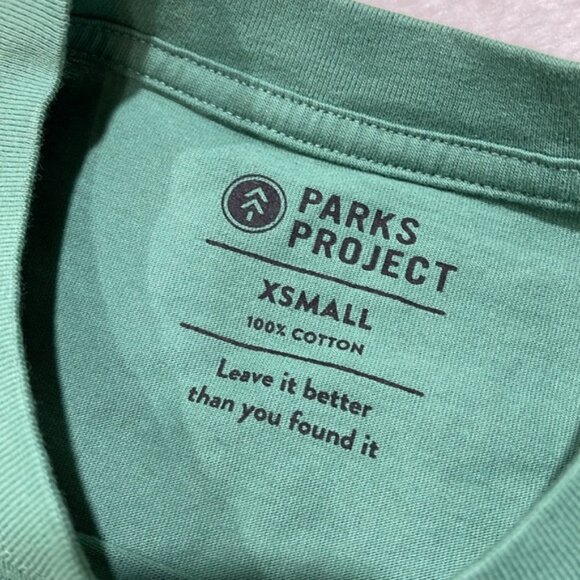 PARKS
PROJECT
XSMALL
100% COTTON
Leave it better
than you found it